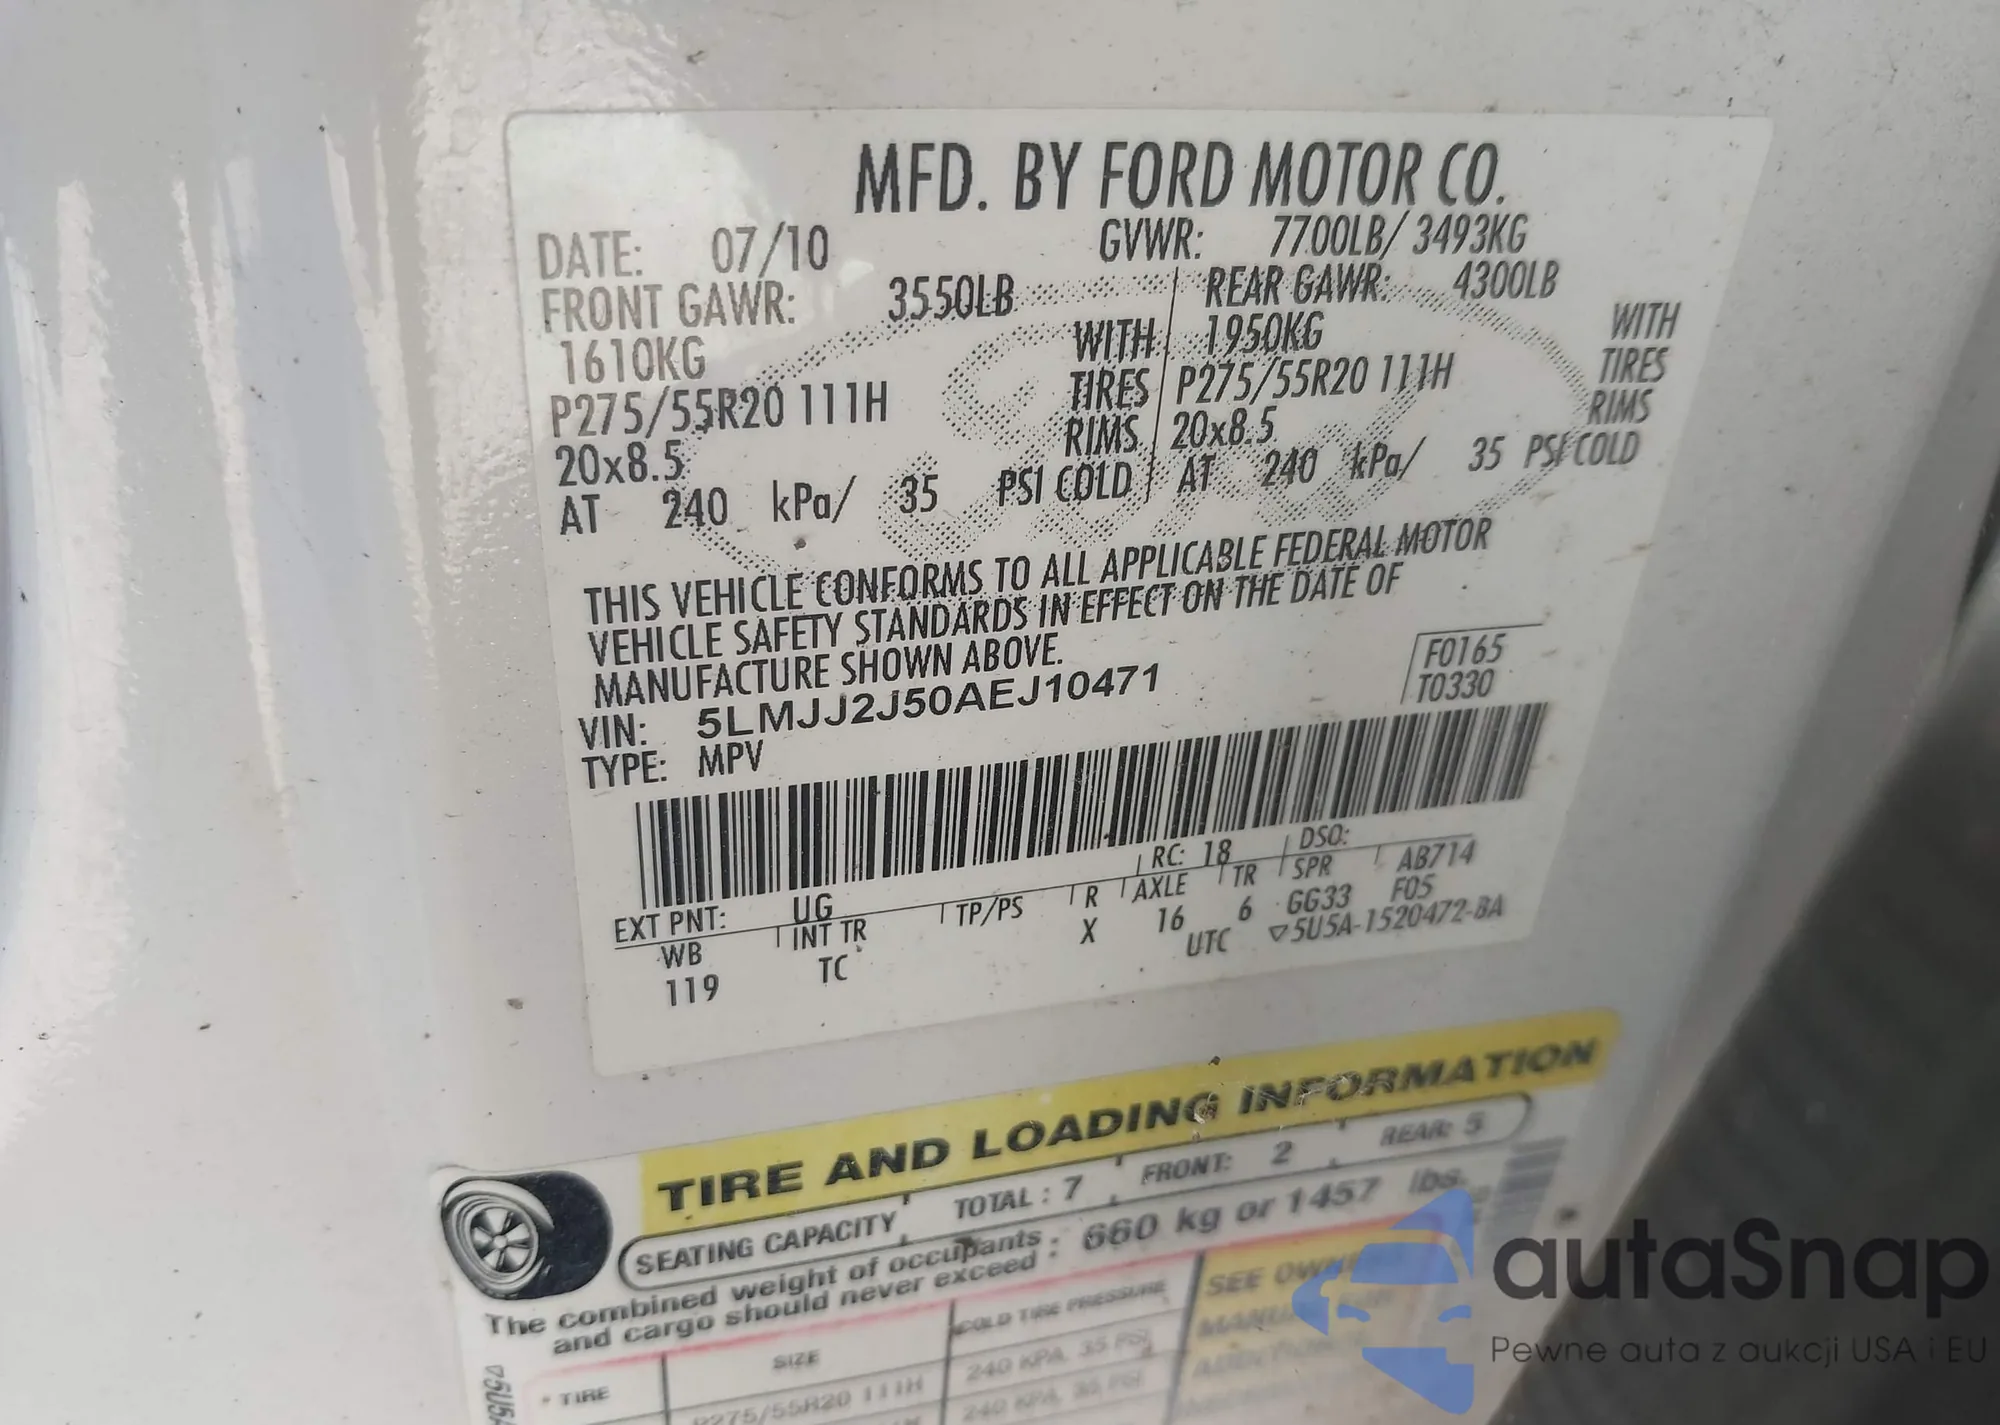 MFD. BY FORD MOTOR CO.
DATE: 07/10 GVWR: 7700LB/ 3493KG
FRONT GAWR: 3550LB REAR GAWR: 4300LB
1610KG WITH 1950KG WITH
P275/55R20 111H TIRES P275/55R20 111H TIRES
20x8.5 RIMS 20x8.5 RIMS
AT 240 kPa/ 35 PSI COLD AT 240 kPa/ 35 PSI COLD
THIS VEHICLE CONFORMS TO ALL APPLICABLE FEDERAL MOTOR
VEHICLE SAFETY STANDARDS IN EFFECT ON THE DATE OF
MANUFACTURE SHOWN ABOVE.
F0165
T0330
VIN: 5LMJJ2J50AEJ10471
TYPE: MPV
EXT PNT: UG RC: 18 DSO:
WB INT TR TP/PS R AXLE TR SPR AB714
119 TC X 16 6 GG33 F05
UTC ▽5U5A-1520472-BA
TIRE AND LOADING INFORMATION
SEATING CAPACITY TOTAL : 7 FRONT: 2 REAR: 5
The combined weight of occupants
and cargo should never exceed : 660 kg or 1457 lbs.
TIRE SIZE COLD TIRE PRESSURE SEE OWNER
P275/55R20 111H 240 KPA, 35 PSI
240 KPA, 35 PSI
▽5U5A
autaSnap
Pewne auta z aukcji USA i EU